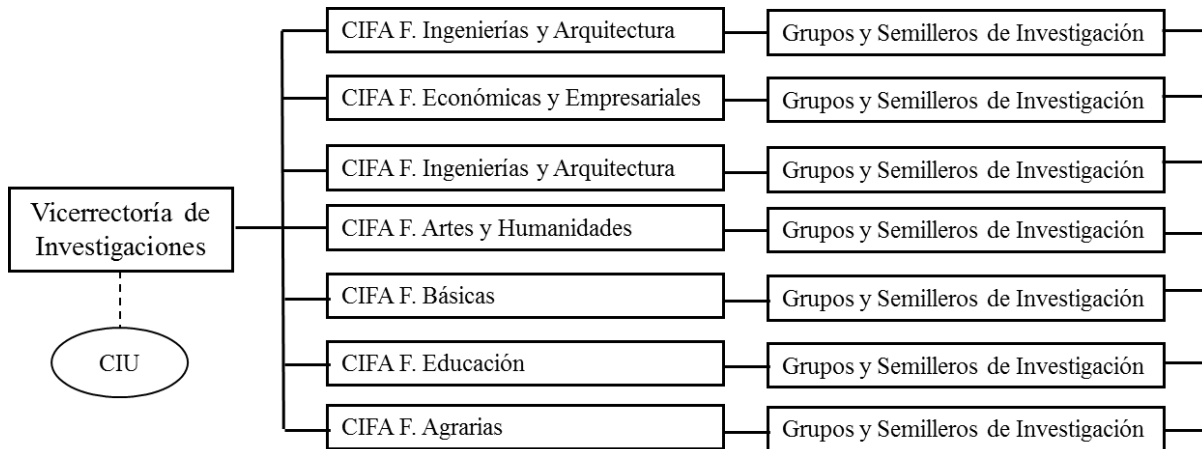 CIFA F. Ingenierías y Arquitectura
Grupos y Semilleros de Investigación
CIFA F. Económicas y Empresariales
Grupos y Semilleros de Investigación
CIFA F. Ingenierías y Arquitectura
Grupos y Semilleros de Investigación
Vicerrectoría de
Investigaciones
CIFA F. Artes y Humanidades
Grupos y Semilleros de Investigación
CIFA F. Básicas
Grupos y Semilleros de Investigación
CIU
CIFA F. Educación
Grupos y Semilleros de Investigación
CIFA F. Agrarias
Grupos y Semilleros de Investigación